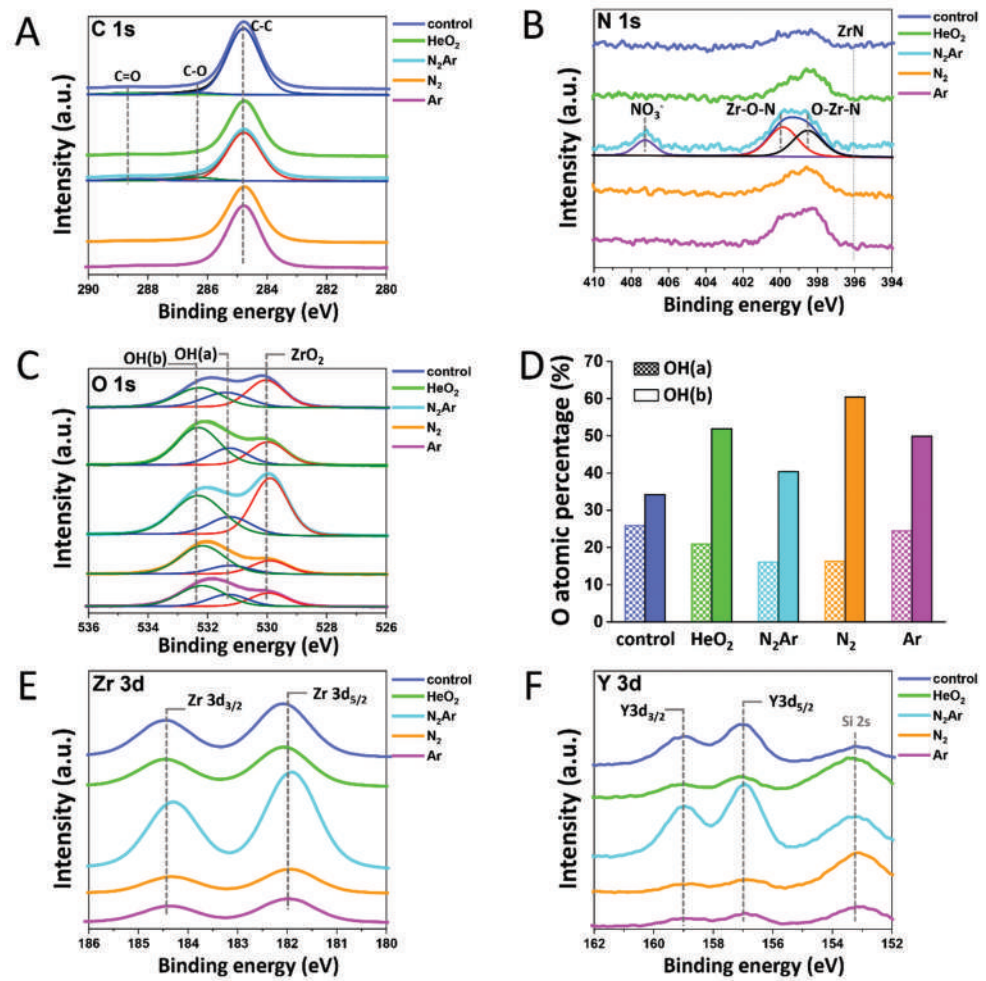 A
C 1s
C-C
C-O
C=O
control
HeO₂
N₂Ar
N₂
Ar
Intensity (a.u.)
290 288 286 284 282 280
Binding energy (eV)
B
N 1s
ZrN
NO₃⁻
Zr-O-N
O-Zr-N
control
HeO₂
N₂Ar
N₂
Ar
Intensity (a.u.)
410 408 406 404 402 400 398 396 394
Binding energy (eV)
C
O 1s
OH(b)
OH(a)
ZrO₂
control
HeO₂
N₂Ar
N₂
Ar
Intensity (a.u.)
536 534 532 530 528 526
Binding energy (eV)
D
OH(a)
OH(b)
O atomic percentage (%)
70
60
50
40
30
20
10
0
control HeO₂ N₂Ar N₂ Ar
E
Zr 3d
Zr 3d₃/₂
Zr 3d₅/₂
control
HeO₂
N₂Ar
N₂
Ar
Intensity (a.u.)
186 185 184 183 182 181 180
Binding energy (eV)
F
Y 3d
Y3d₃/₂
Y3d₅/₂
Si 2s
control
HeO₂
N₂Ar
N₂
Ar
Intensity (a.u.)
162 160 158 156 154 152
Binding energy (eV)